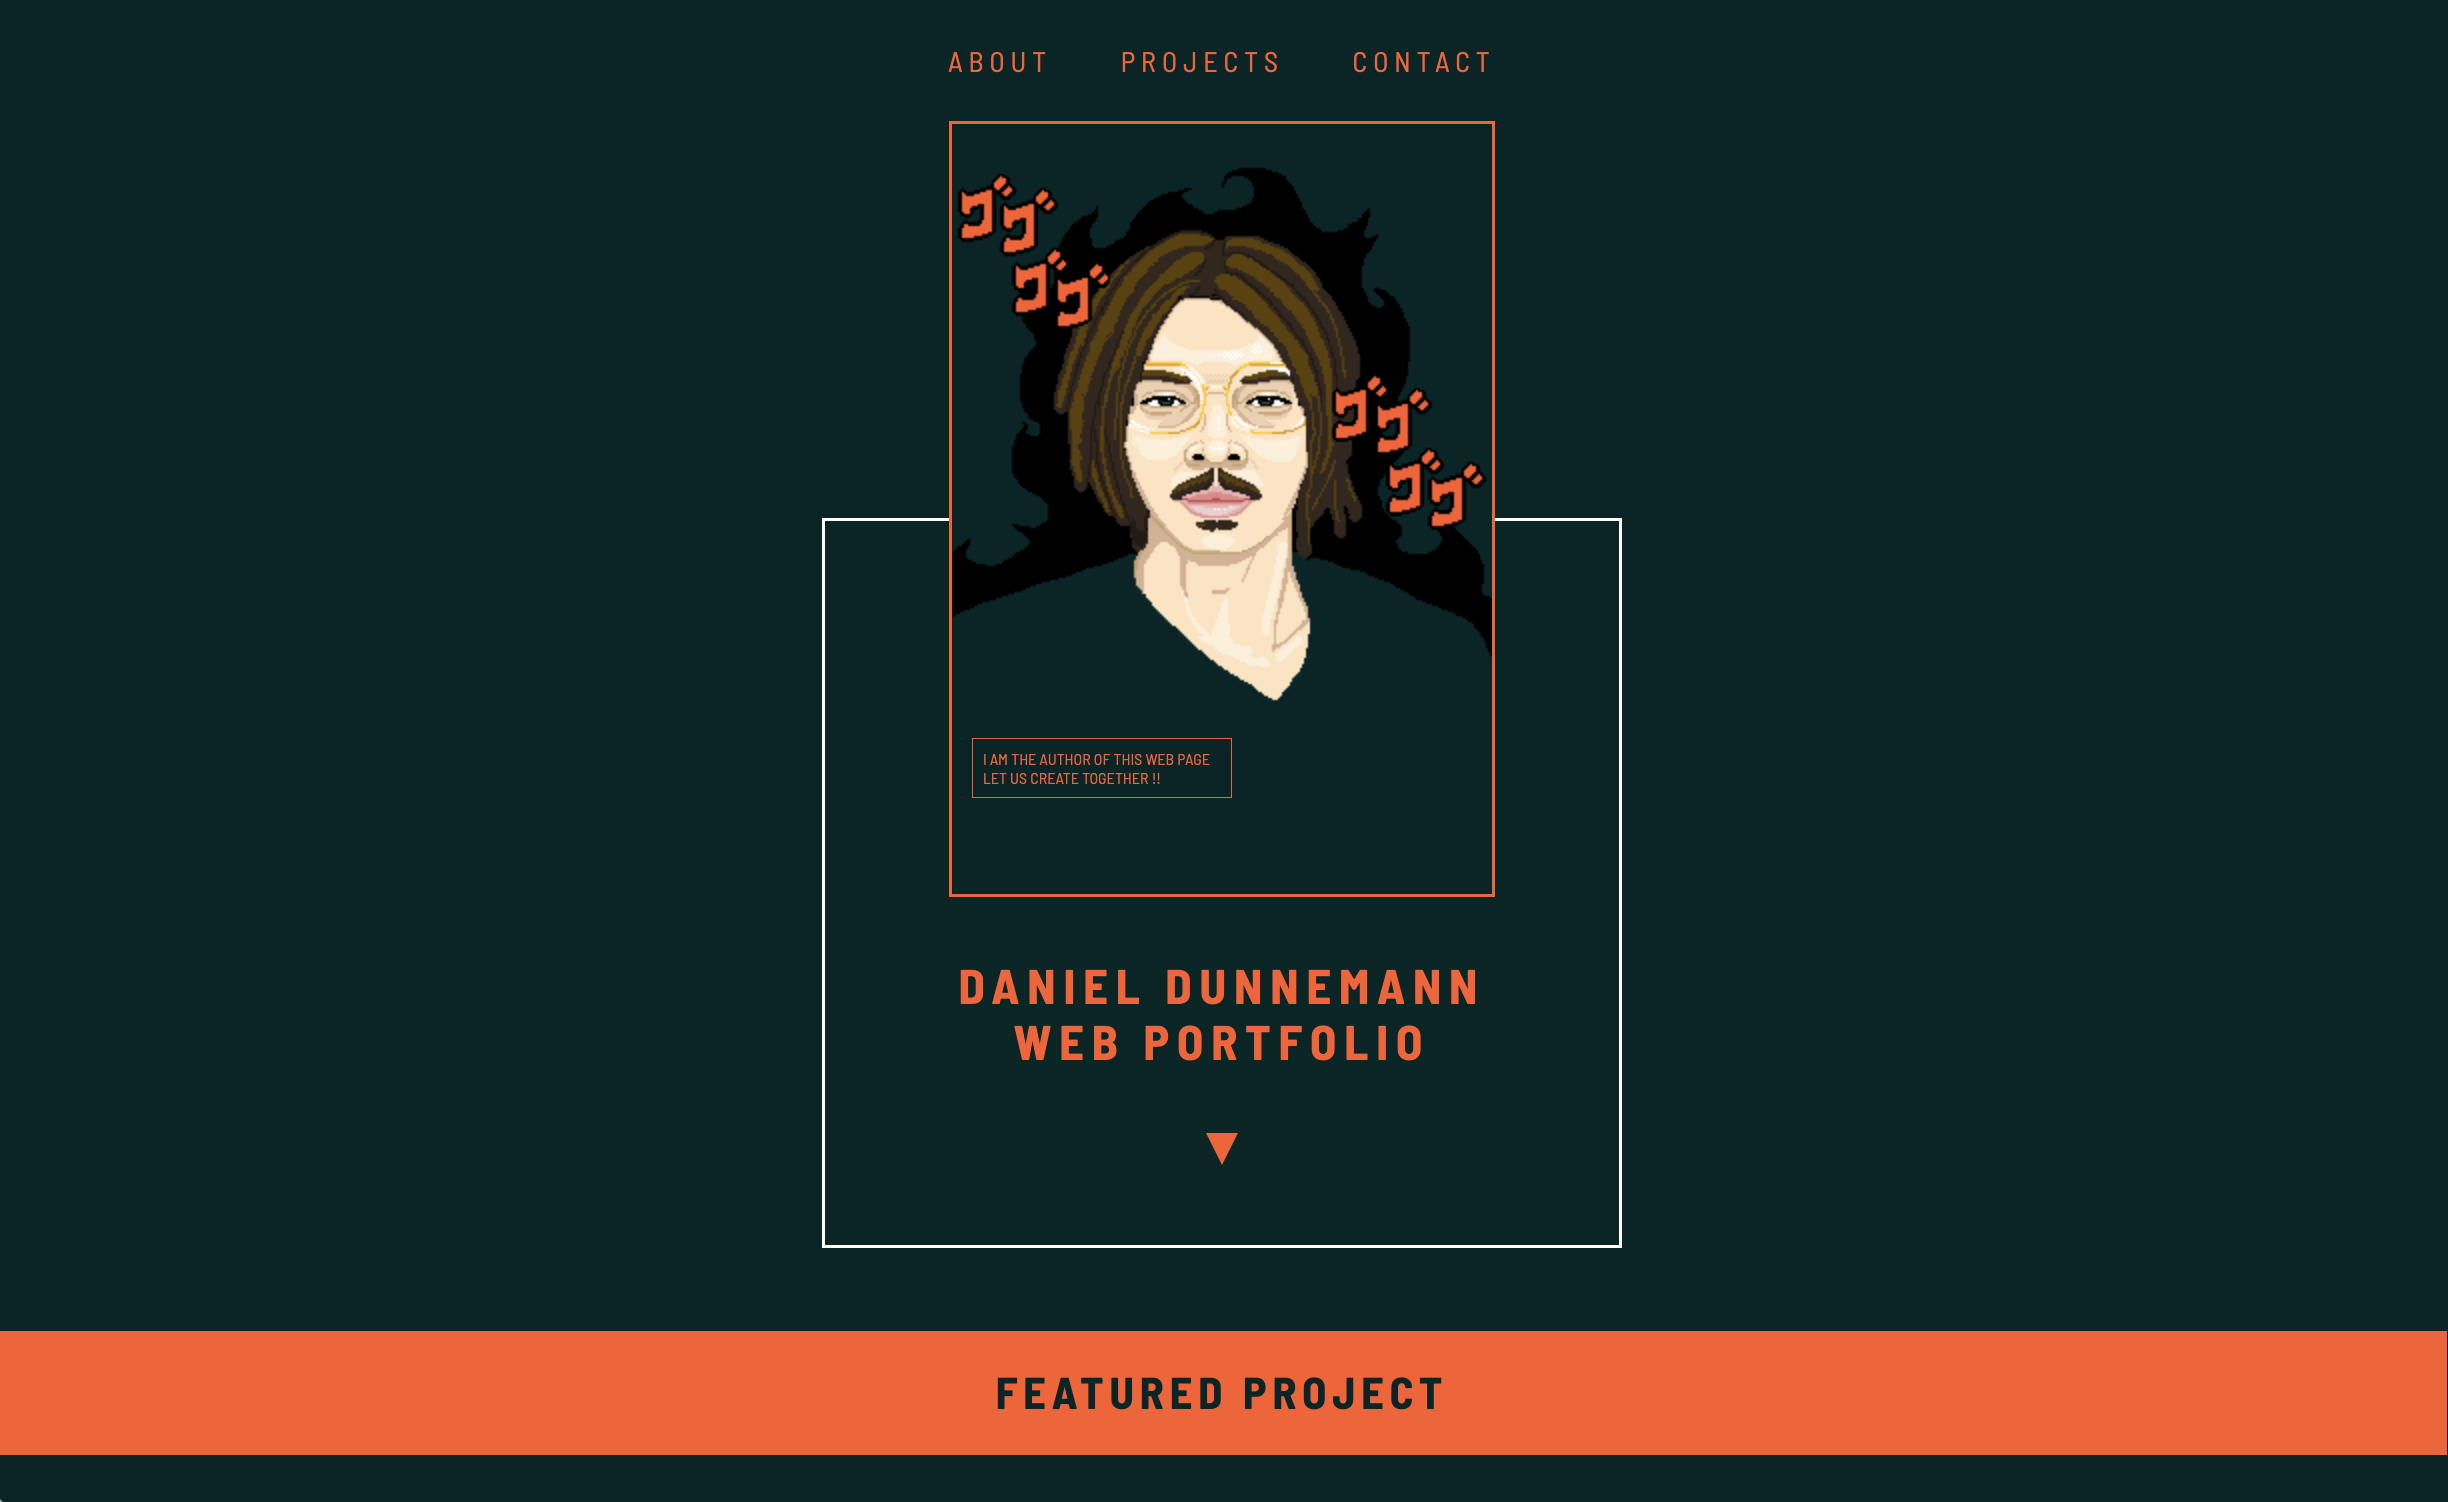 ABOUT PROJECTS CONTACT
ゴゴ
ゴゴ
ゴゴ
ゴゴ
I AM THE AUTHOR OF THIS WEB PAGE
LET US CREATE TOGETHER !!
DANIEL DUNNEMANN
WEB PORTFOLIO
FEATURED PROJECT